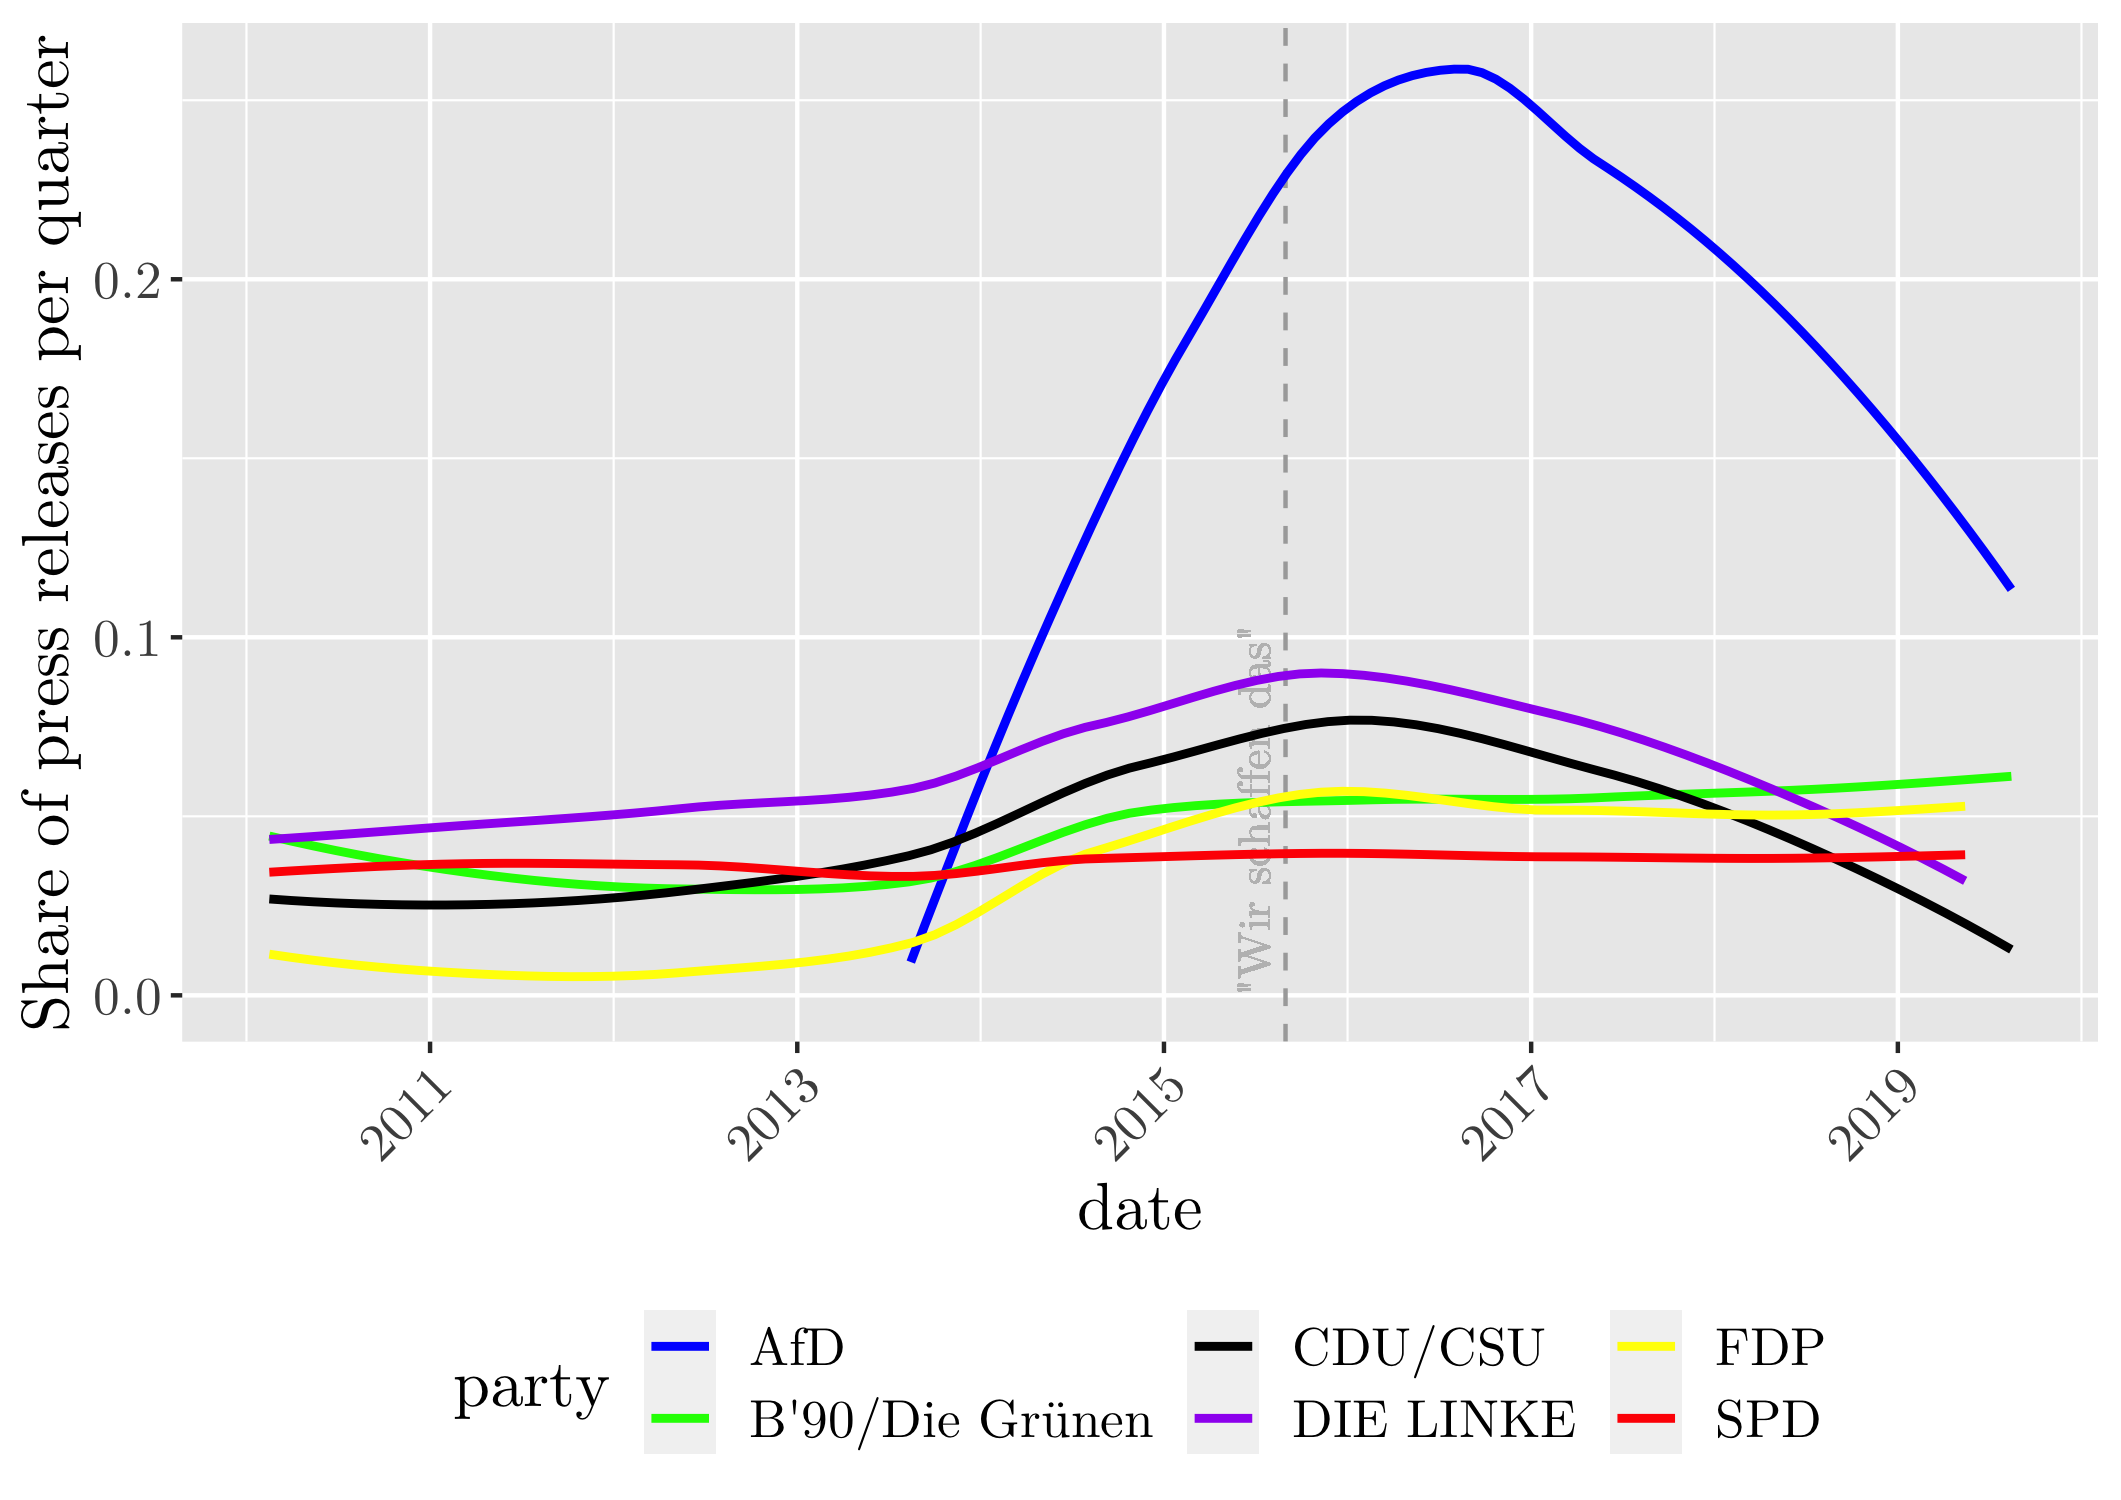 Share of press releases per quarter
0.2
0.1
0.0
"Wir schaffen das"
2011
2013
2015
2017
2019
date
party
AfD
CDU/CSU
FDP
B'90/Die Grünen
DIE LINKE
SPD